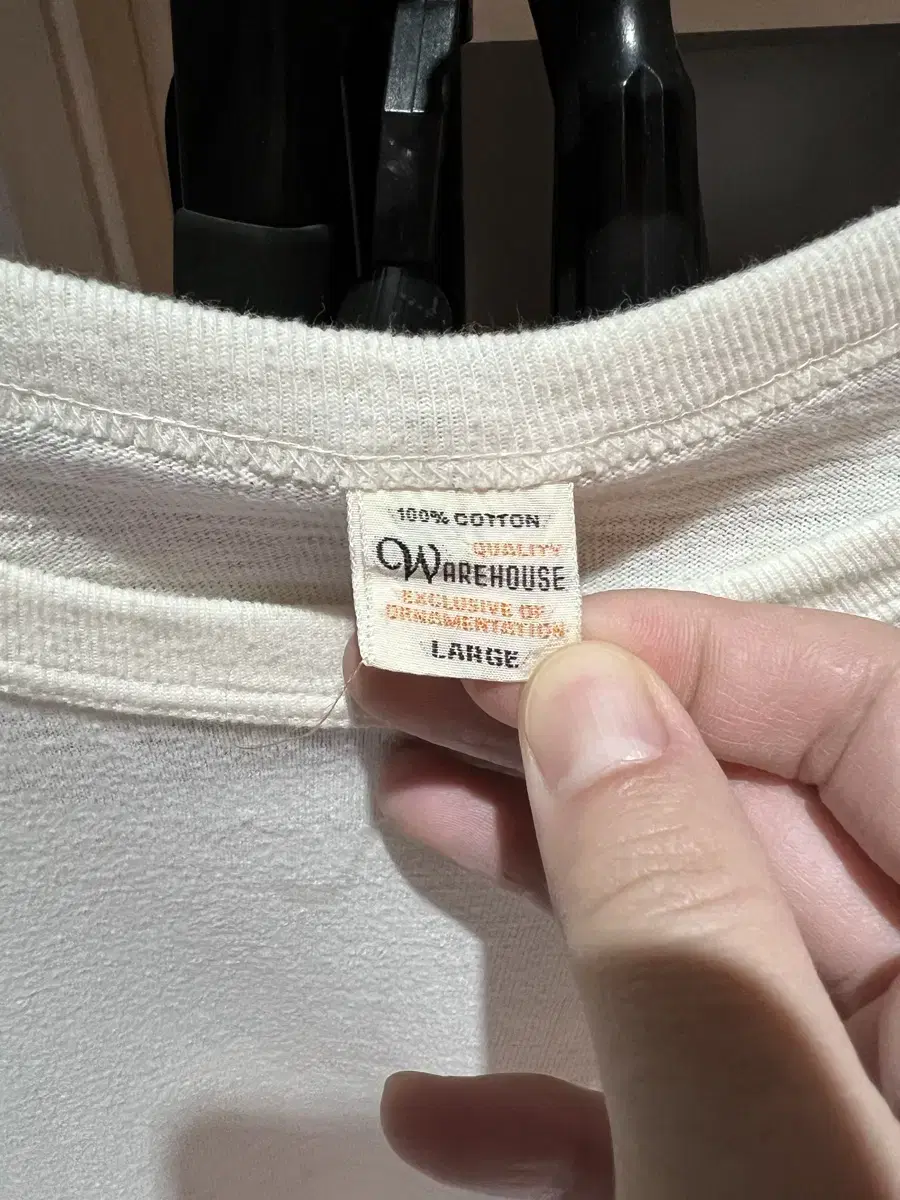 100% COTTON
QUALITY
WAREHOUSE
EXCLUSIVE OF
ORNAMENTATION
LARGE